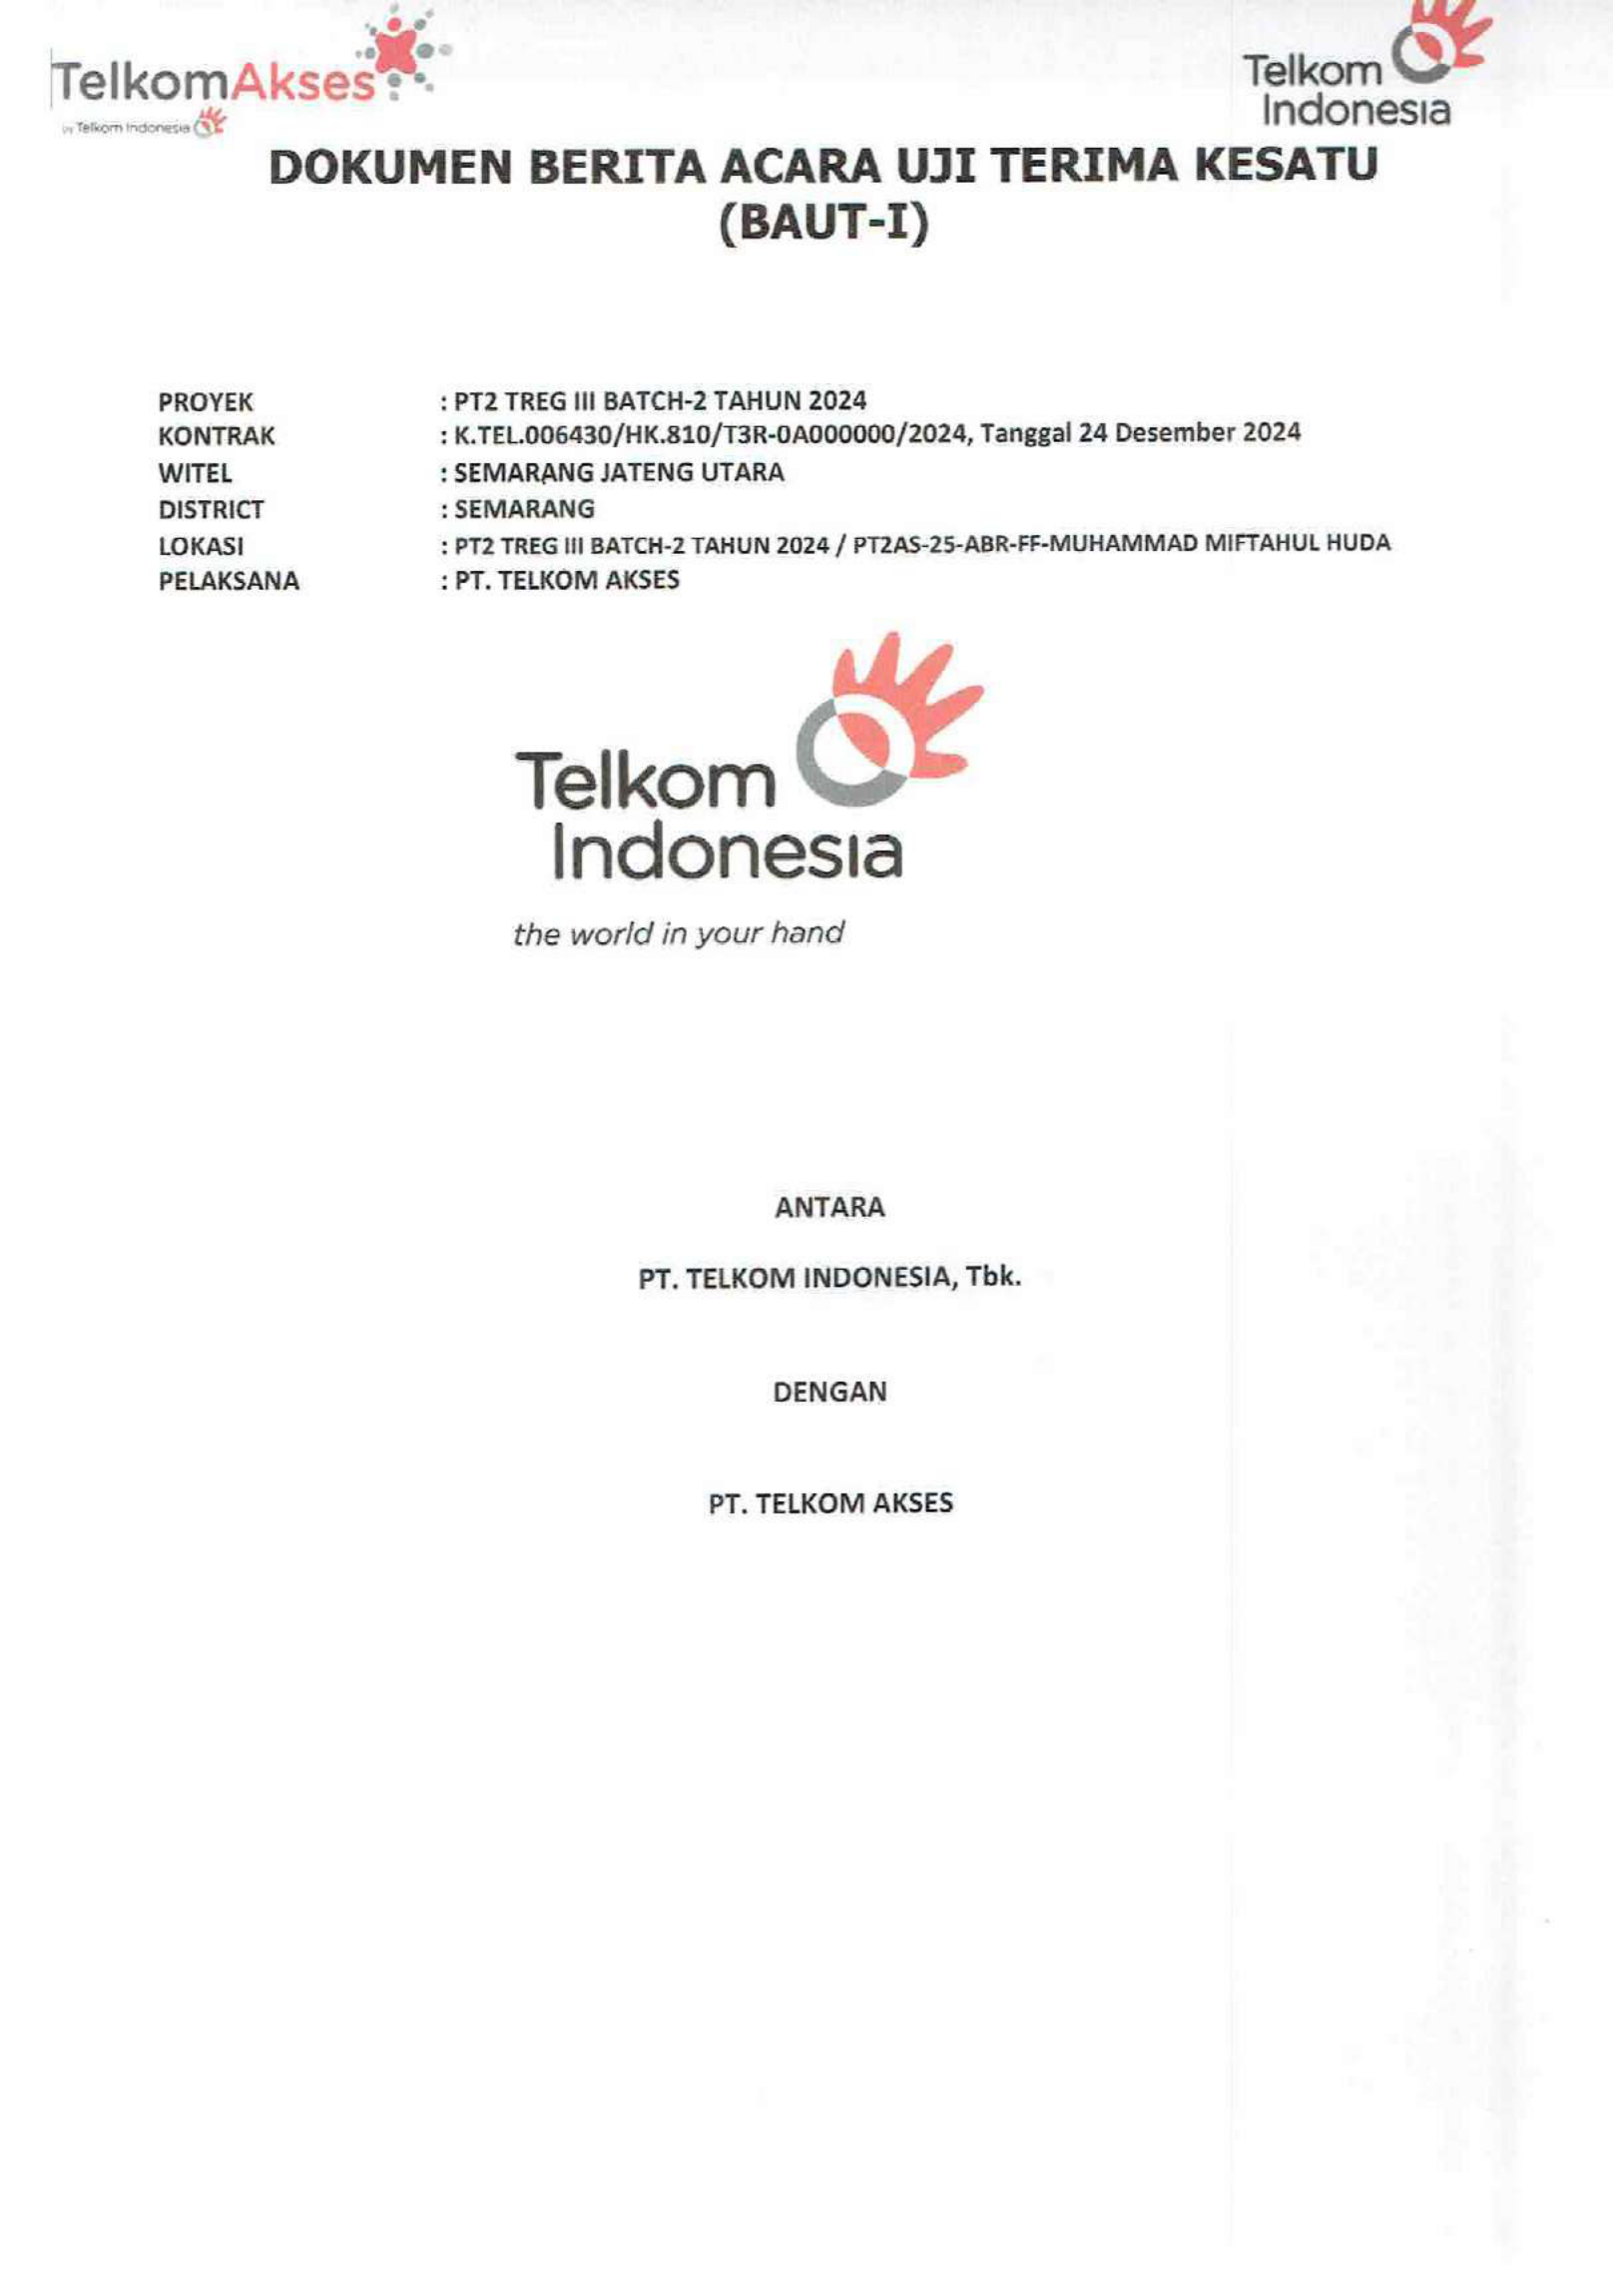 TelkomAkses
by Telkom Indonesia
Telkom
Indonesia
DOKUMEN BERITA ACARA UJI TERIMA KESATU
(BAUT-I)
PROYEK : PT2 TREG III BATCH-2 TAHUN 2024
KONTRAK : K.TEL.006430/HK.810/T3R-0A000000/2024, Tanggal 24 Desember 2024
WITEL : SEMARANG JATENG UTARA
DISTRICT : SEMARANG
LOKASI : PT2 TREG III BATCH-2 TAHUN 2024 / PT2AS-25-ABR-FF-MUHAMMAD MIFTAHUL HUDA
PELAKSANA : PT. TELKOM AKSES
Telkom
Indonesia
the world in your hand
ANTARA
PT. TELKOM INDONESIA, Tbk.
DENGAN
PT. TELKOM AKSES